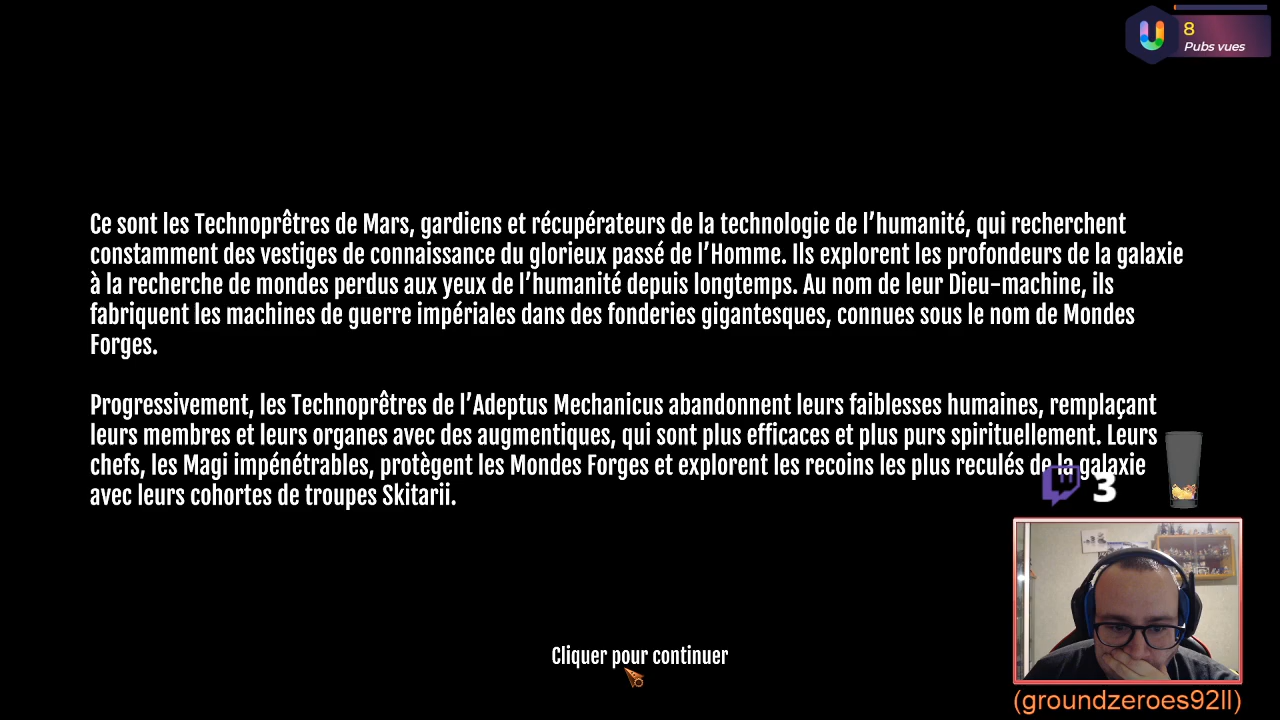 8
Pubs vues
Ce sont les Technoprêtres de Mars, gardiens et récupérateurs de la technologie de l’humanité, qui recherchent
constamment des vestiges de connaissance du glorieux passé de l’Homme. Ils explorent les profondeurs de la galaxie
à la recherche de mondes perdus aux yeux de l’humanité depuis longtemps. Au nom de leur Dieu-machine, ils
fabriquent les machines de guerre impériales dans des fonderies gigantesques, connues sous le nom de Mondes
Forges.
Progressivement, les Technoprêtres de l’Adeptus Mechanicus abandonnent leurs faiblesses humaines, remplaçant
leurs membres et leurs organes avec des augmentiques, qui sont plus efficaces et plus purs spirituellement. Leurs
chefs, les Magi impénétrables, protègent les Mondes Forges et explorent les recoins les plus reculés de la galaxie
avec leurs cohortes de troupes Skitarii.
3
Cliquer pour continuer
(groundzeroes92ll)